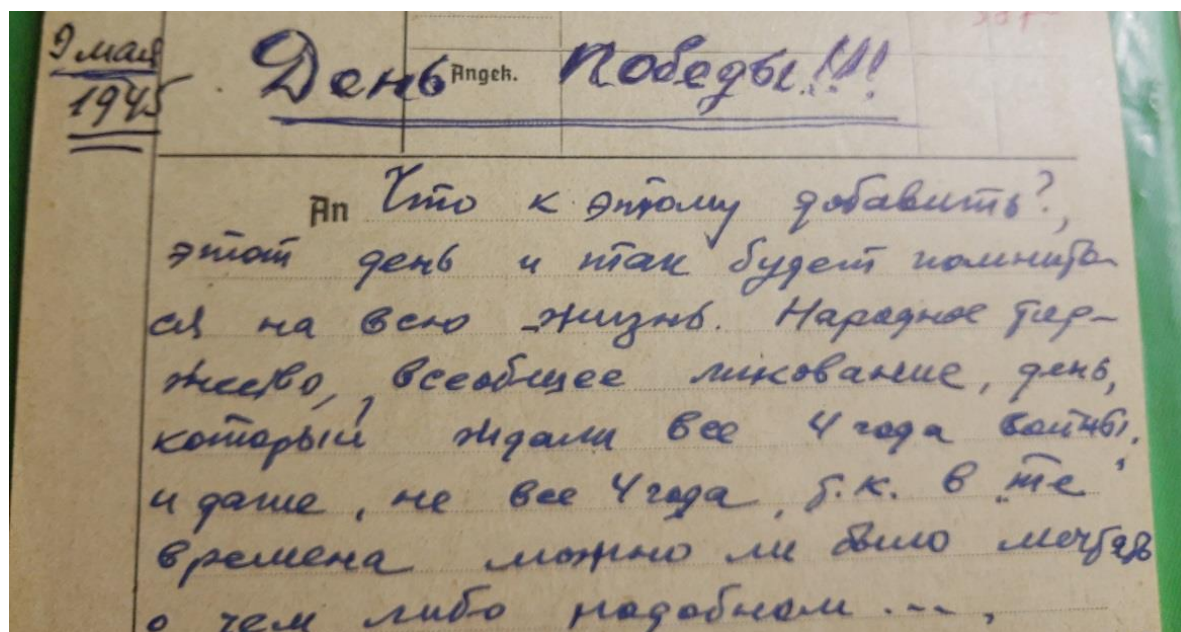 9 мая
1945
День Angek. Победы!!!
An Что к этому добавить?,
этот день и так будет помнить-
ся на всю жизнь. Народное тор-
жество, всеобщее ликование, день,
который ждали все 4 года войны,
и даже, не все 4 года, т.к. в те
времена можно ли было мечтать
о чем либо подобном ...,